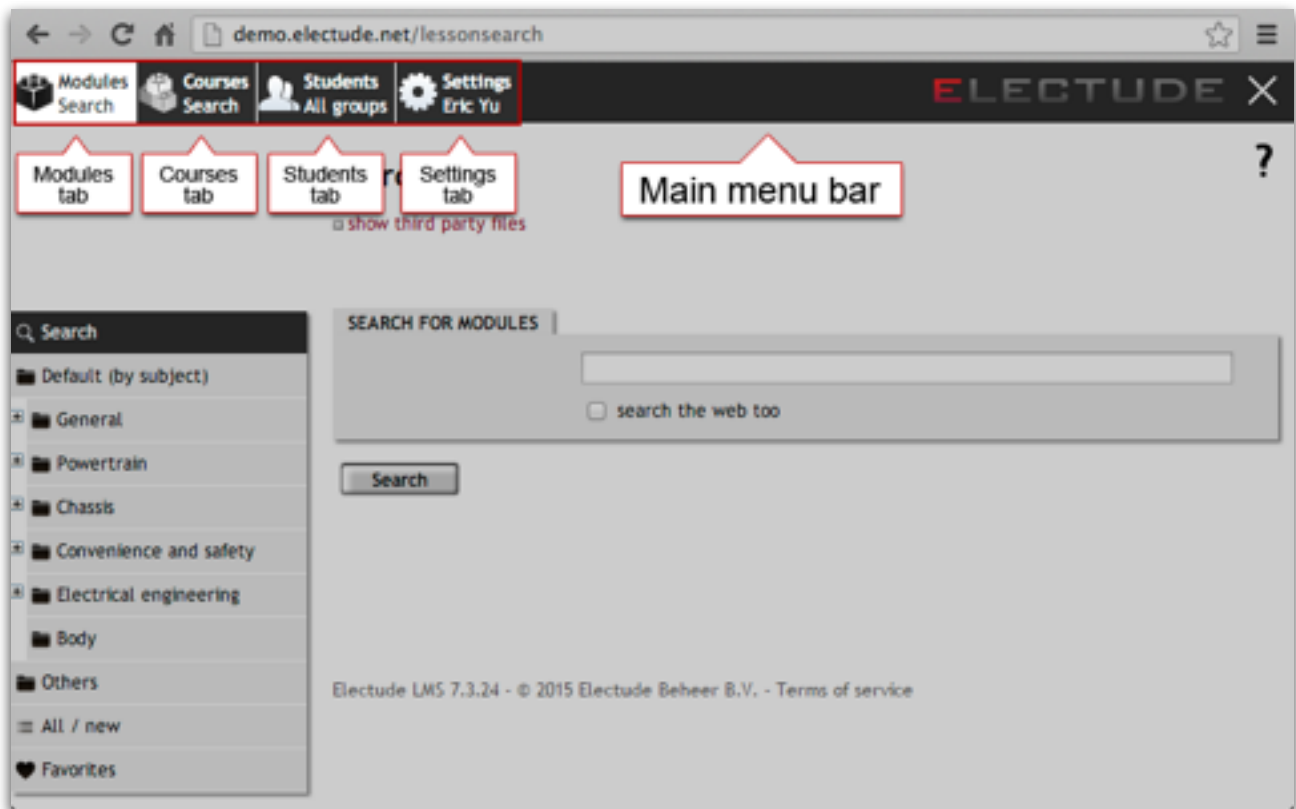 demo.electude.net/lessonsearch
Modules
Search
Courses
Search
Students
All groups
Settings
Eric Yu
ELECTUDE
Modules
tab
Courses
tab
Students
tab
Settings
tab
Main menu bar
?
show third party files
Search
Default (by subject)
General
Powertrain
Chassis
Convenience and safety
Electrical engineering
Body
Others
All / new
Favorites
SEARCH FOR MODULES
search the web too
Search
Electude LMS 7.3.24 - © 2015 Electude Beheer B.V. - Terms of service